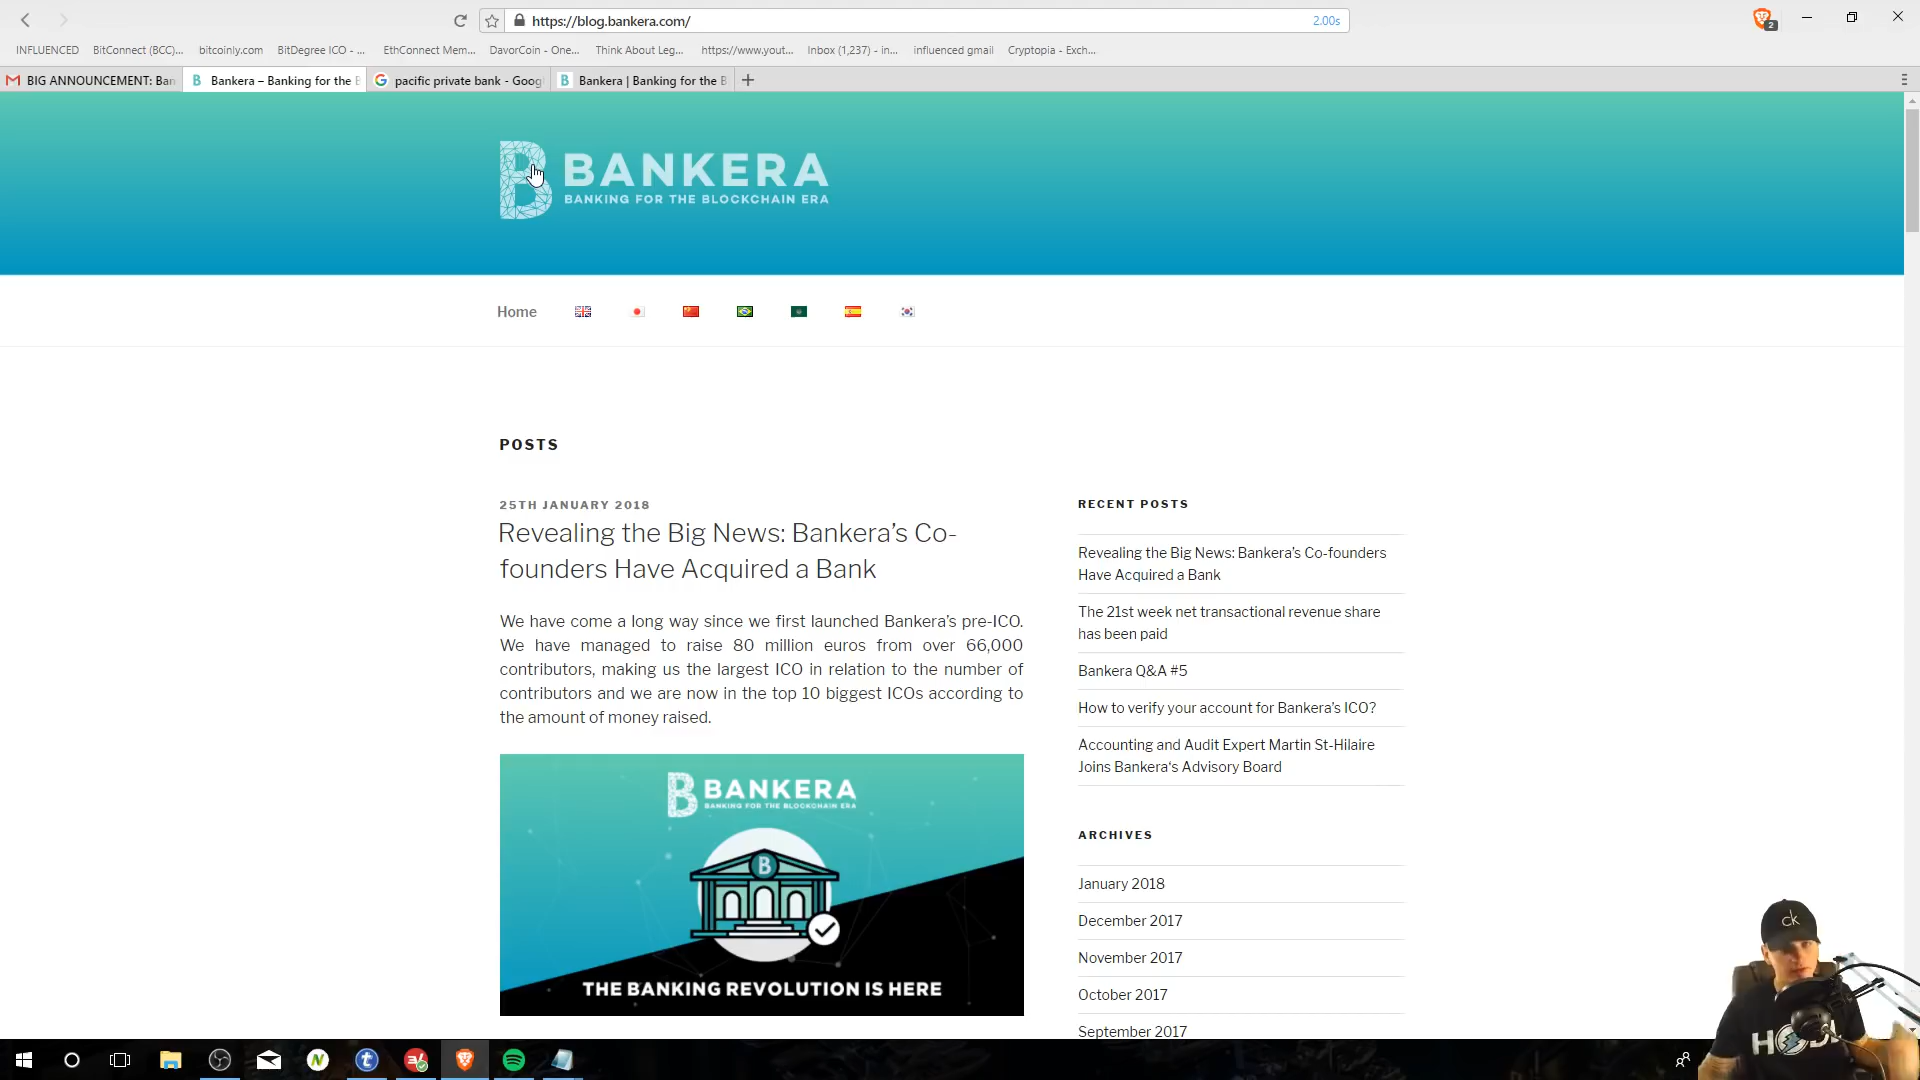 https://blog.bankera.com/
2.00s
2
INFLUENCED
BitConnect (BCC)...
bitcoinly.com
BitDegree ICO - ...
EthConnect Mem...
DavorCoin - One...
Think About Leg...
https://www.yout...
Inbox (1,237) - in...
influenced gmail
Cryptopia - Exch...
BIG ANNOUNCEMENT: Ban
Bankera – Banking for the B
pacific private bank - Goog
Bankera | Banking for the B
BANKERA
BANKING FOR THE BLOCKCHAIN ERA
Home
POSTS
25TH JANUARY 2018
Revealing the Big News: Bankera’s Co-
founders Have Acquired a Bank
We have come a long way since we first launched Bankera’s pre-ICO.
We have managed to raise 80 million euros from over 66,000
contributors, making us the largest ICO in relation to the number of
contributors and we are now in the top 10 biggest ICOs according to
the amount of money raised.
BANKERA
BANKING FOR THE BLOCKCHAIN ERA
B
THE BANKING REVOLUTION IS HERE
RECENT POSTS
Revealing the Big News: Bankera’s Co-founders
Have Acquired a Bank
The 21st week net transactional revenue share
has been paid
Bankera Q&A #5
How to verify your account for Bankera’s ICO?
Accounting and Audit Expert Martin St-Hilaire
Joins Bankera‘s Advisory Board
ARCHIVES
January 2018
December 2017
November 2017
October 2017
September 2017
ck